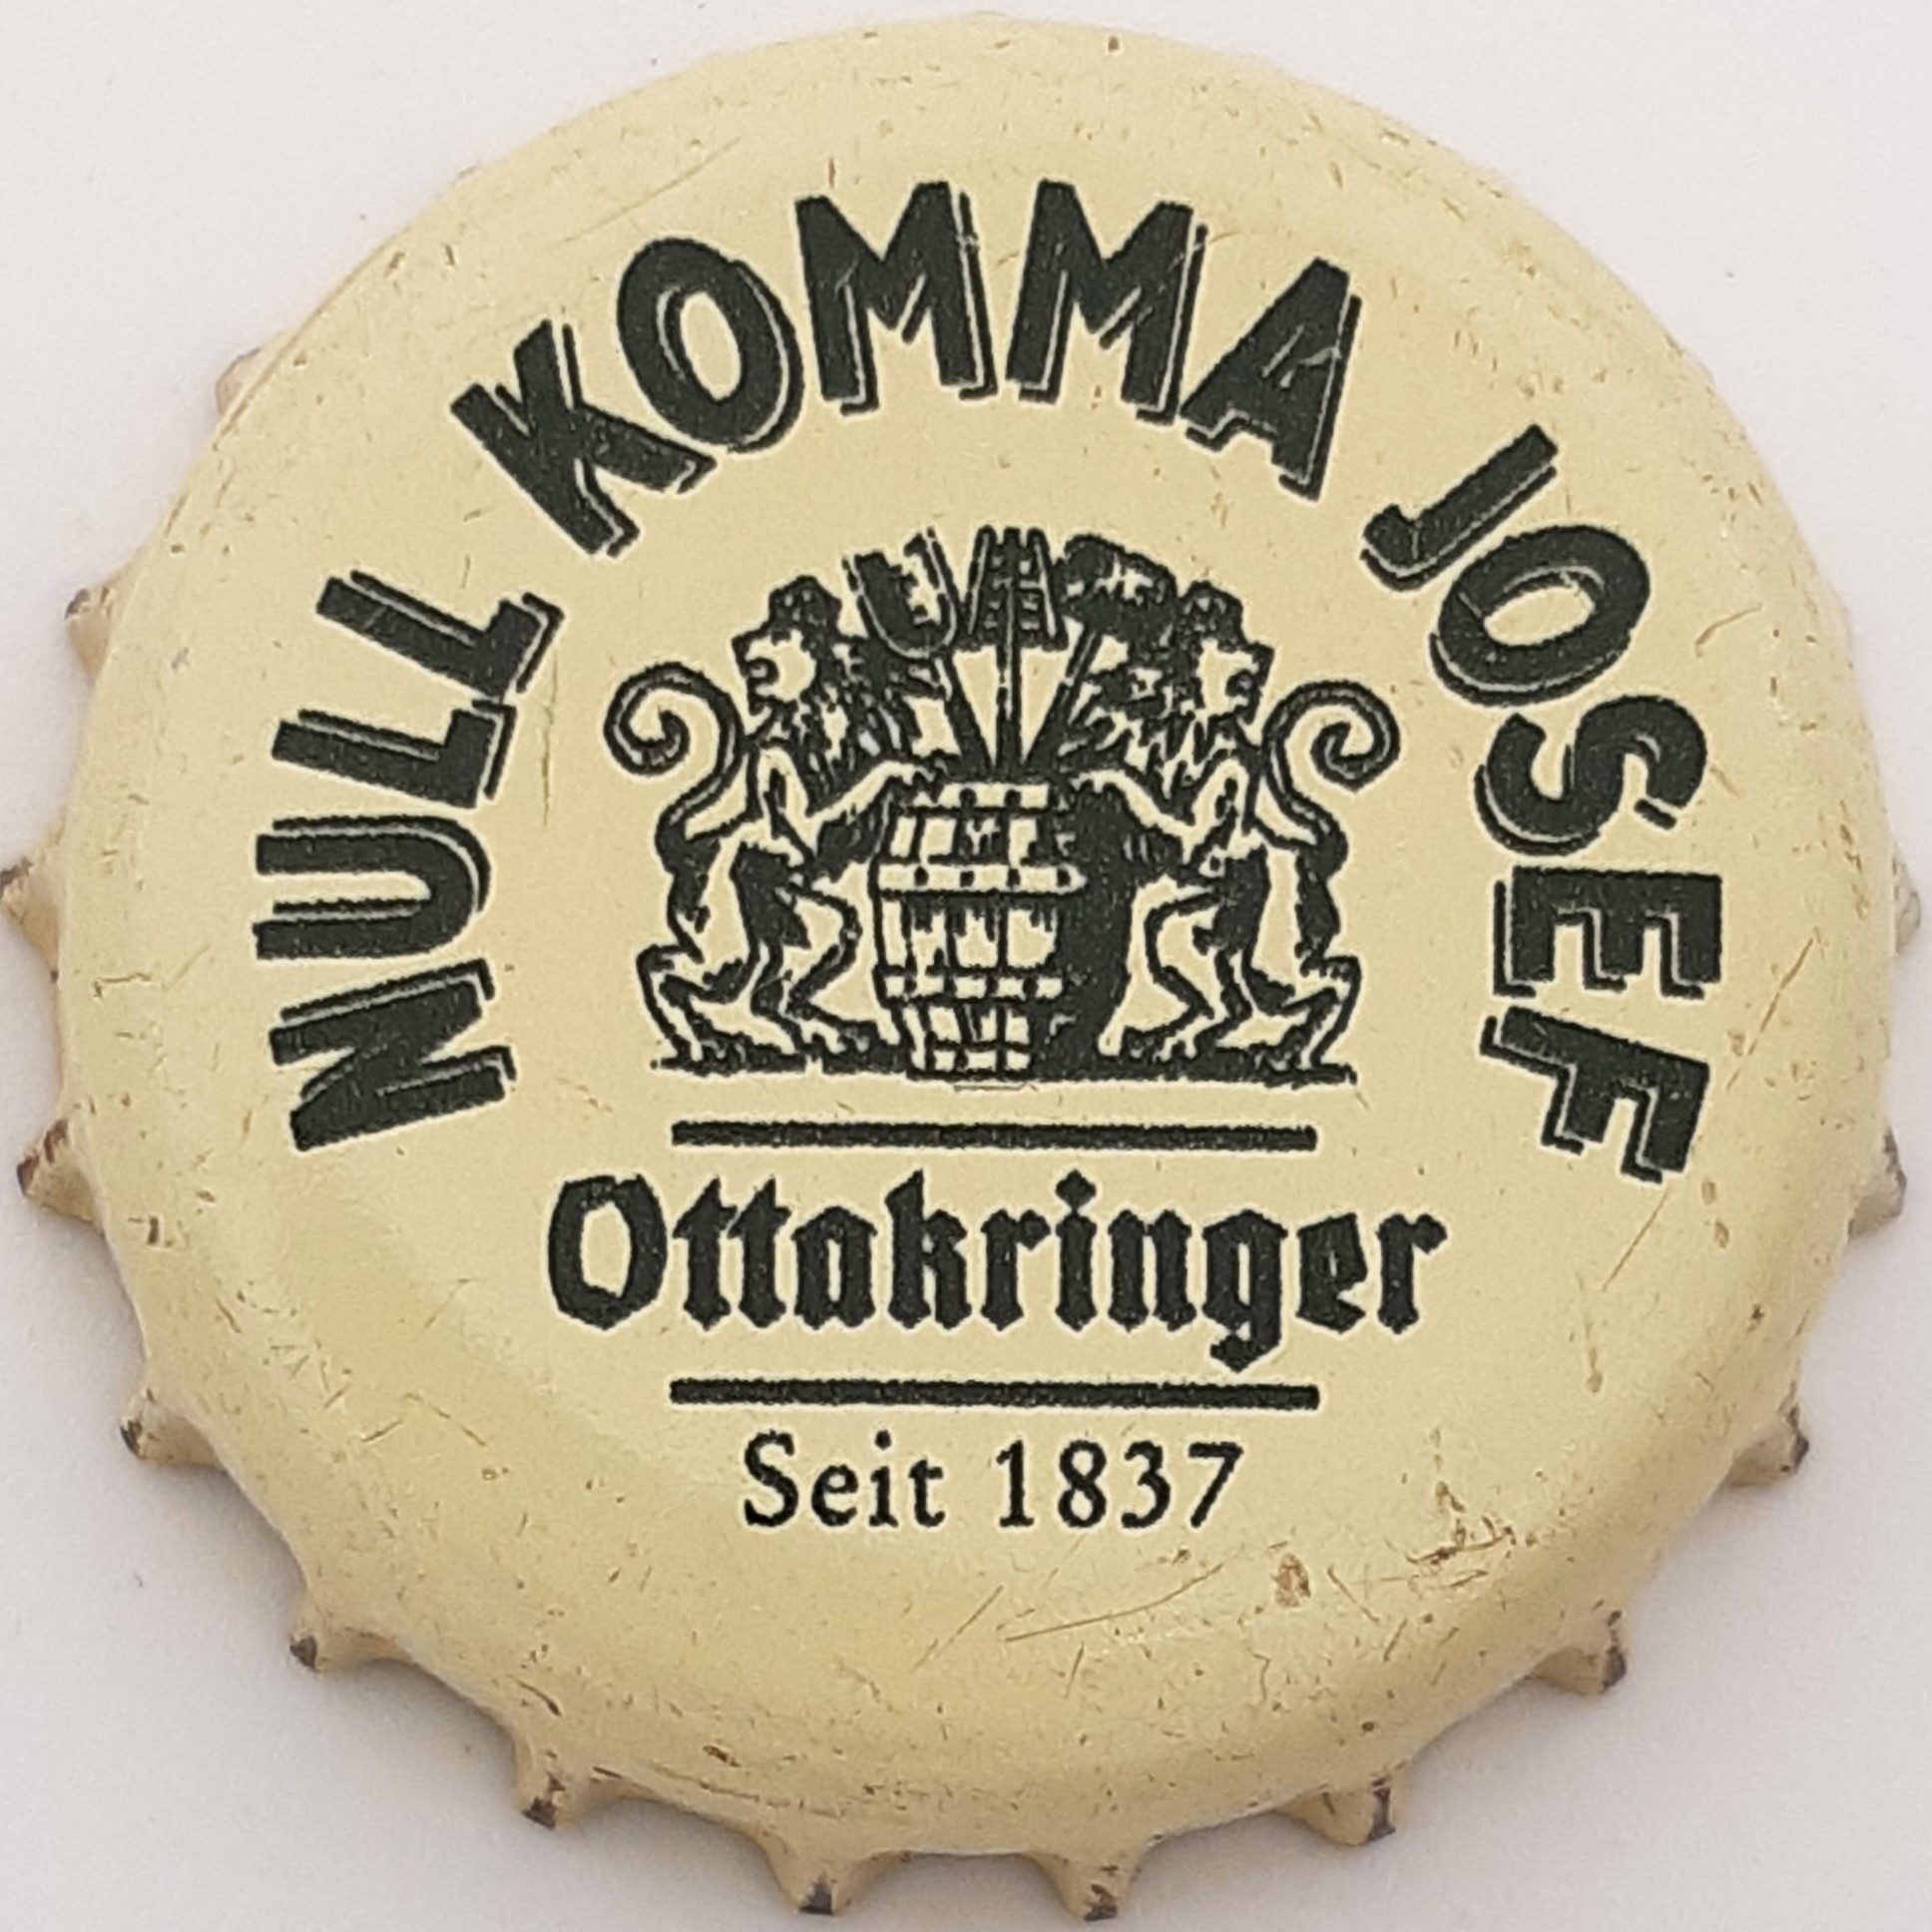 NULL KOMMA JOSEF
Ottakringer
Seit 1837